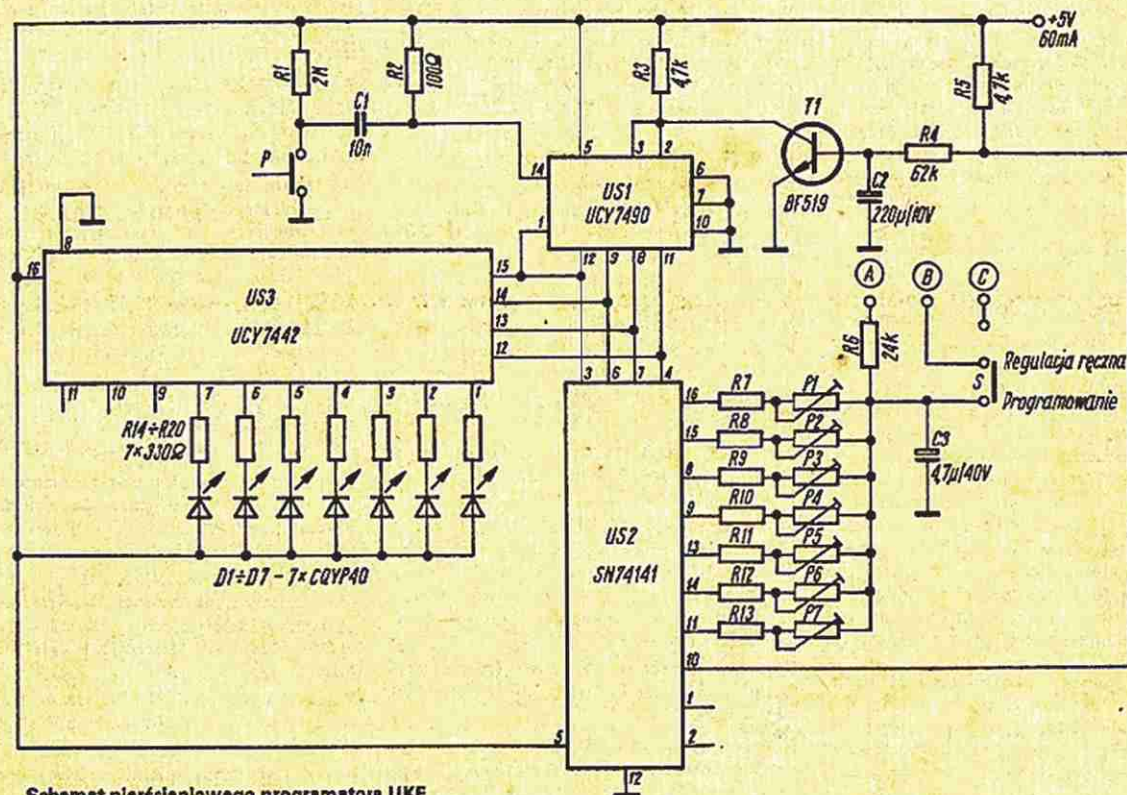 +5V
60mA
R1
2M
R2
100Ω
C1
10n
P
R3
4,7k
T1
BF519
R4
62k
R5
4,7k
C2
220µ/10V
14
5
3
2
US1
UCY7490
6
7
10
1
12
9
8
11
8
16
US3
UCY7442
15
14
13
12
11
10
9
7
6
5
4
3
2
1
R14÷R20
7×330Ω
D1÷D7 - 7×CQYP40
A
B
C
R6
24k
Regulacja ręczna
S
Programowanie
C3
4,7µ/40V
3
6
7
4
US2
SN74141
16
R7
P1
15
R8
P2
8
R9
P3
9
R10
P4
13
R11
P5
14
R12
P6
11
R13
P7
10
1
2
5
12
Schemat pierścieniowego programatora UKF